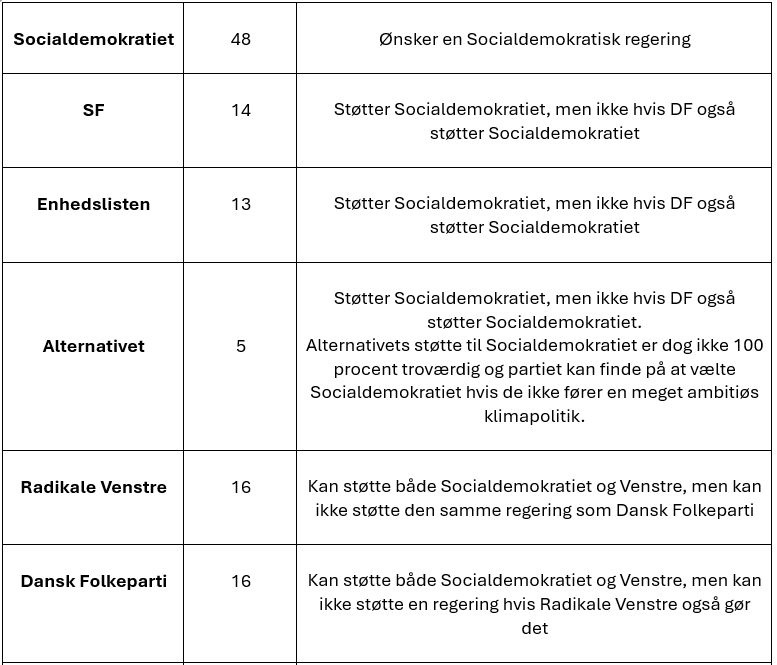 Socialdemokratiet 48 Ønsker en Socialdemokratisk regering
SF 14 Støtter Socialdemokratiet, men ikke hvis DF også
støtter Socialdemokratiet
Enhedslisten 13 Støtter Socialdemokratiet, men ikke hvis DF også
støtter Socialdemokratiet
Alternativet 5 Støtter Socialdemokratiet, men ikke hvis DF også
støtter Socialdemokratiet.
Alternativets støtte til Socialdemokratiet er dog ikke 100
procent troværdig og partiet kan finde på at vælte
Socialdemokratiet hvis de ikke fører en meget ambitiøs
klimapolitik.
Radikale Venstre 16 Kan støtte både Socialdemokratiet og Venstre, men kan
ikke støtte den samme regering som Dansk Folkeparti
Dansk Folkeparti 16 Kan støtte både Socialdemokratiet og Venstre, men kan
ikke støtte en regering hvis Radikale Venstre også gør
det